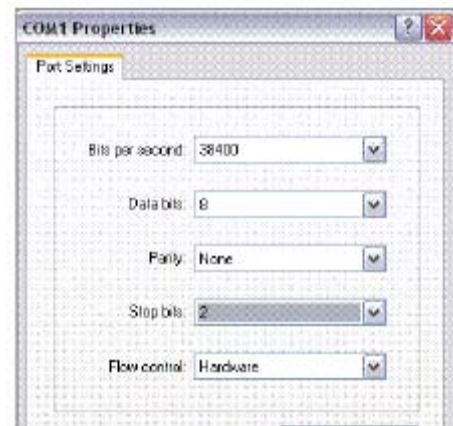 COM1 Properties
Port Settings
Bits per second: 38400
Data bits: 8
Parity: None
Stop bits: 2
Flow control: Hardware